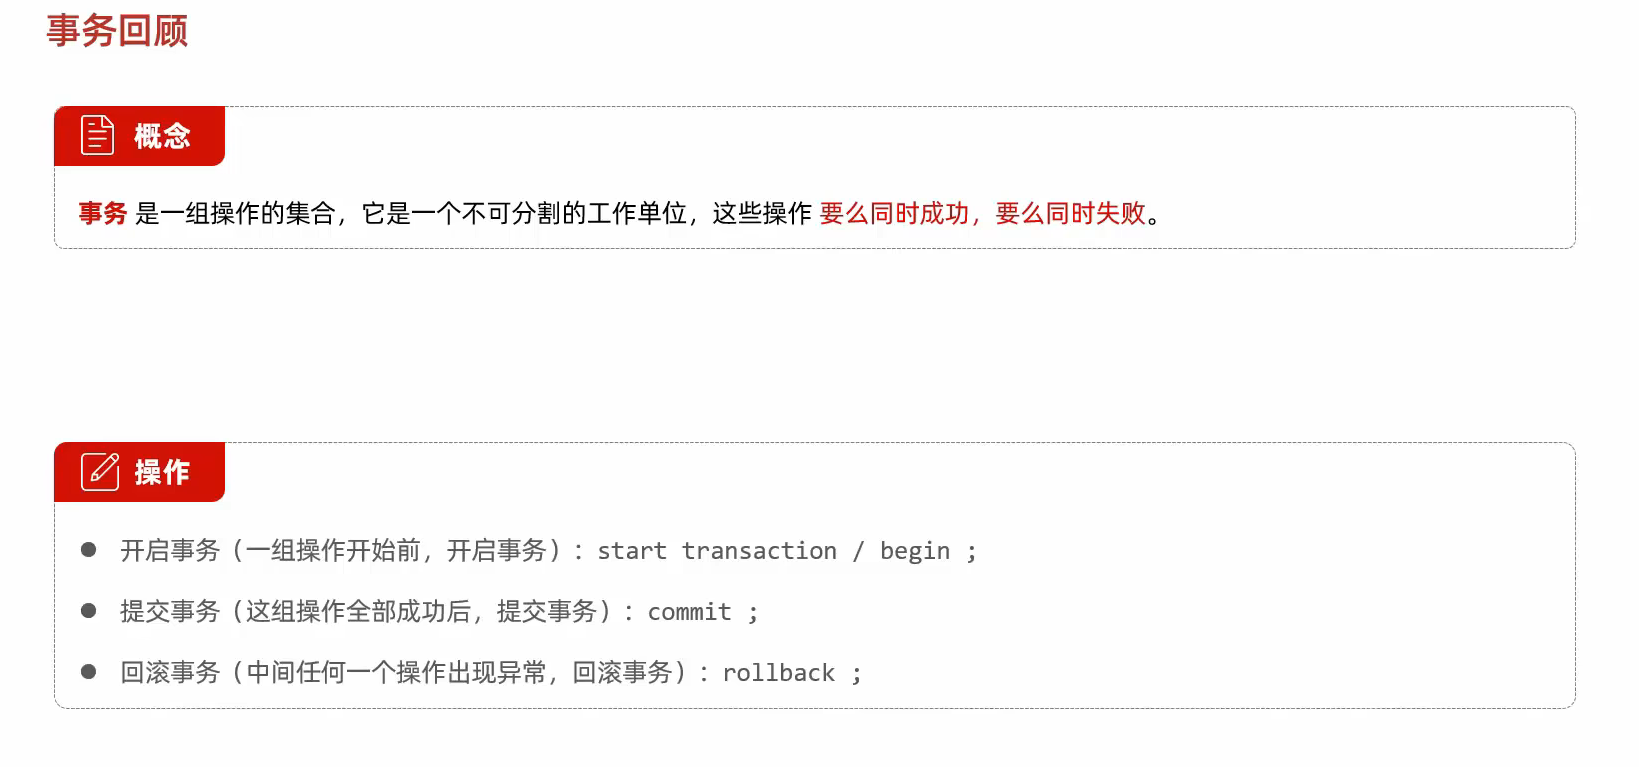 事务回顾
概念
事务 是一组操作的集合，它是一个不可分割的工作单位，这些操作 要么同时成功，要么同时失败。
操作
● 开启事务（一组操作开始前，开启事务）：start transaction / begin ;
● 提交事务（这组操作全部成功后，提交事务）：commit ;
● 回滚事务（中间任何一个操作出现异常，回滚事务）：rollback ;